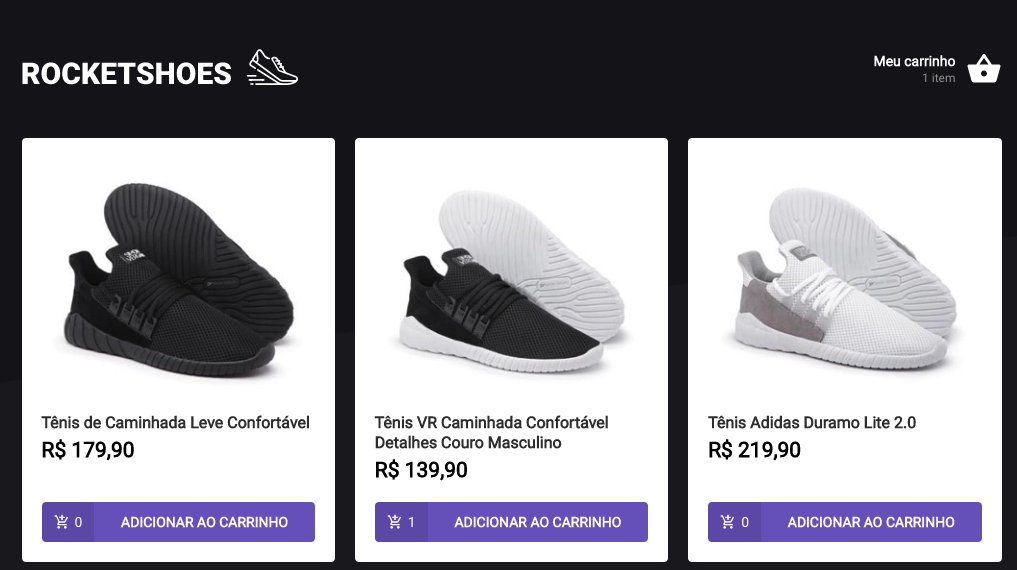 ROCKETSHOES
Meu carrinho
1 item
Tênis de Caminhada Leve Confortável
R$ 179,90
0 ADICIONAR AO CARRINHO
Tênis VR Caminhada Confortável
Detalhes Couro Masculino
R$ 139,90
1 ADICIONAR AO CARRINHO
Tênis Adidas Duramo Lite 2.0
R$ 219,90
0 ADICIONAR AO CARRINHO